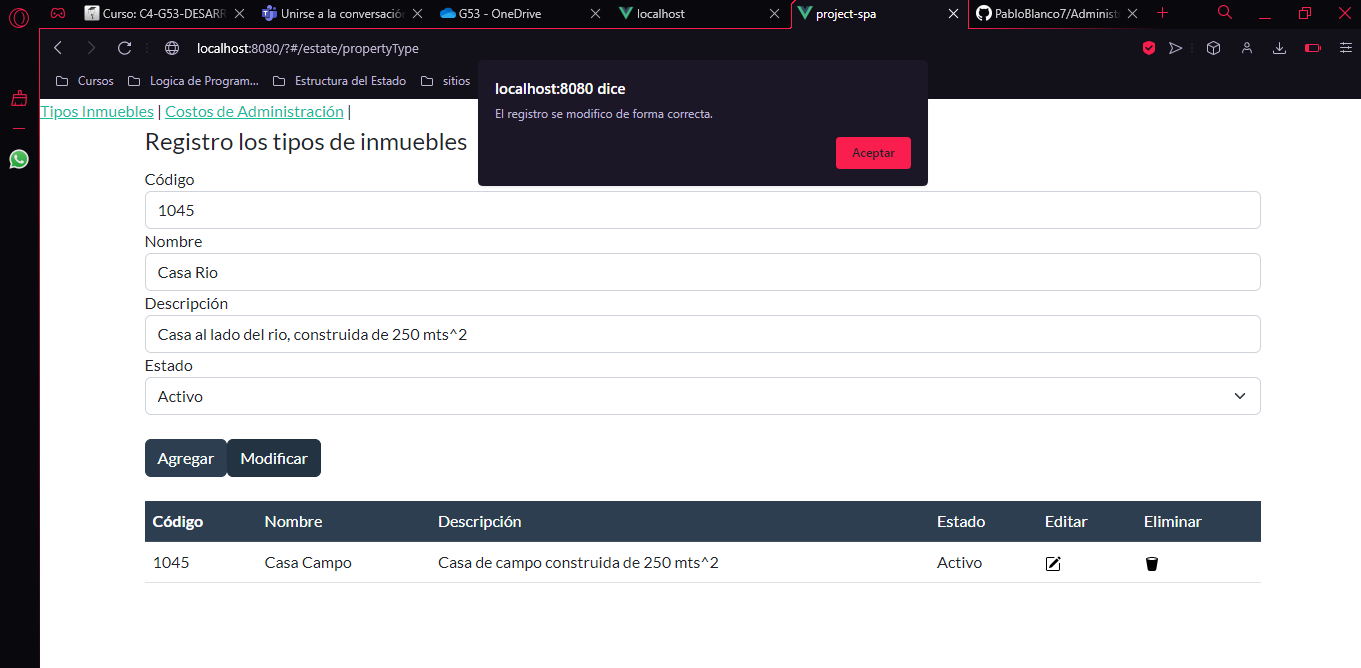 Curso: C4-G53-DESARR
Unirse a la conversación
G53 - OneDrive
localhost
project-spa
PabloBlanco7/Administ
localhost:8080/?#/estate/propertyType
Cursos
Logica de Program...
Estructura del Estado
sitios
localhost:8080 dice
El registro se modifico de forma correcta.
Aceptar
Tipos Inmuebles | Costos de Administración |
Registro los tipos de inmuebles
Código
1045
Nombre
Casa Rio
Descripción
Casa al lado del rio, construida de 250 mts^2
Estado
Activo
Agregar Modificar
Código Nombre Descripción Estado Editar Eliminar
1045 Casa Campo Casa de campo construida de 250 mts^2 Activo